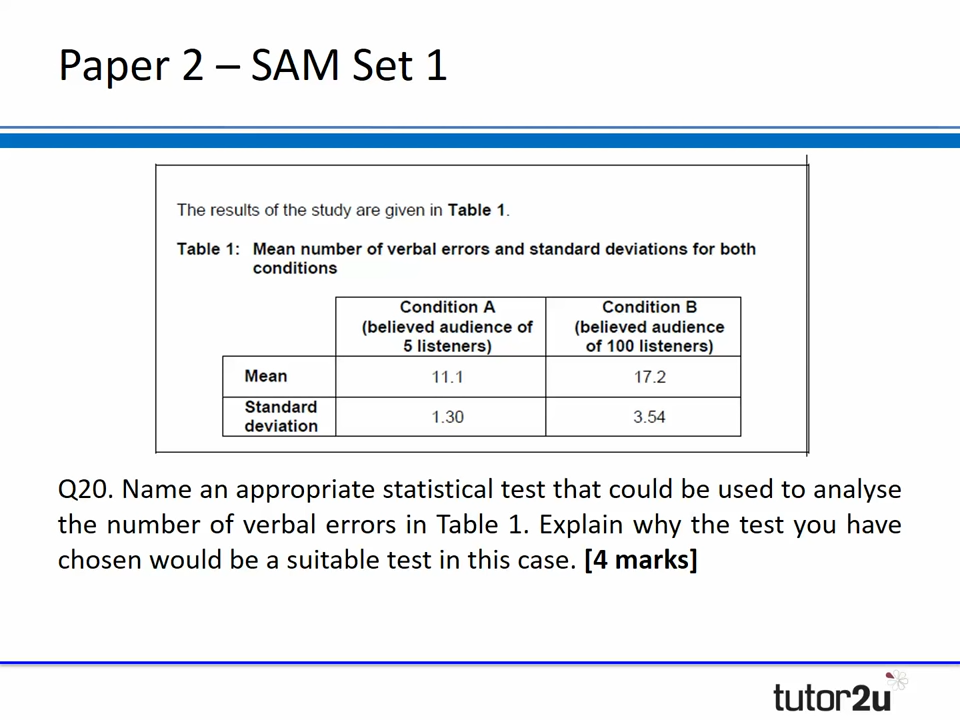 Paper 2 – SAM Set 1
The results of the study are given in Table 1.
Table 1: Mean number of verbal errors and standard deviations for both
conditions
Condition A
(believed audience of
5 listeners)
Condition B
(believed audience
of 100 listeners)
Mean
11.1
17.2
Standard
deviation
1.30
3.54
Q20. Name an appropriate statistical test that could be used to analyse
the number of verbal errors in Table 1. Explain why the test you have
chosen would be a suitable test in this case. [4 marks]
tutor2u